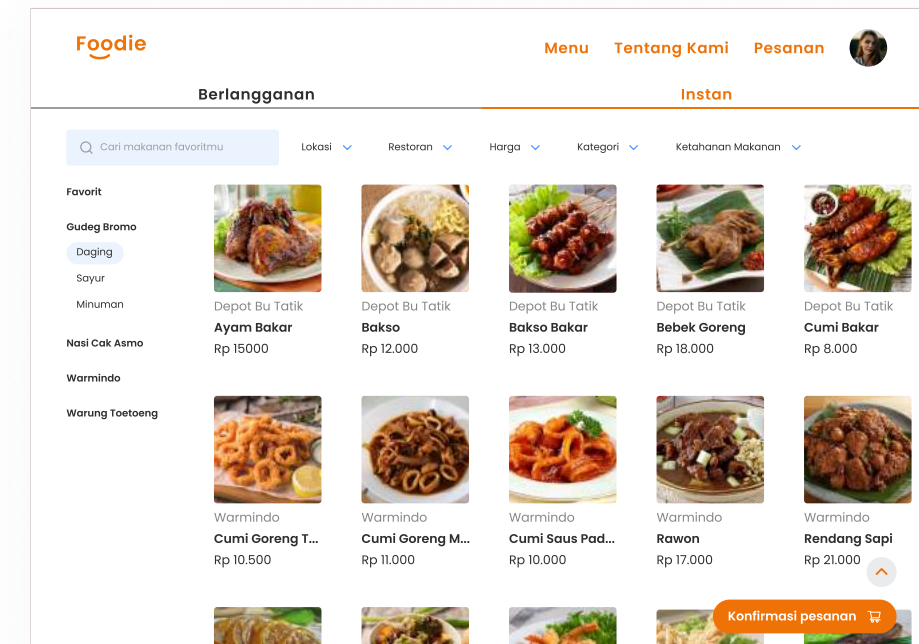 Foodie
Menu Tentang Kami Pesanan
Berlangganan Instan
Cari makanan favoritmu Lokasi Restoran Harga Kategori Ketahanan Makanan
Favorit
Gudeg Bromo
Daging
Sayur
Minuman
Nasi Cak Asmo
Warmindo
Warung Toetoeng
Depot Bu Tatik Depot Bu Tatik Depot Bu Tatik Depot Bu Tatik Depot Bu Tatik
Ayam Bakar Bakso Bakso Bakar Bebek Goreng Cumi Bakar
Rp 15000 Rp 12.000 Rp 13.000 Rp 18.000 Rp 8.000
Warmindo Warmindo Warmindo Warmindo Warmindo
Cumi Goreng T... Cumi Goreng M... Cumi Saus Pad... Rawon Rendang Sapi
Rp 10.500 Rp 11.000 Rp 10.000 Rp 17.000 Rp 21.000
Konfirmasi pesanan